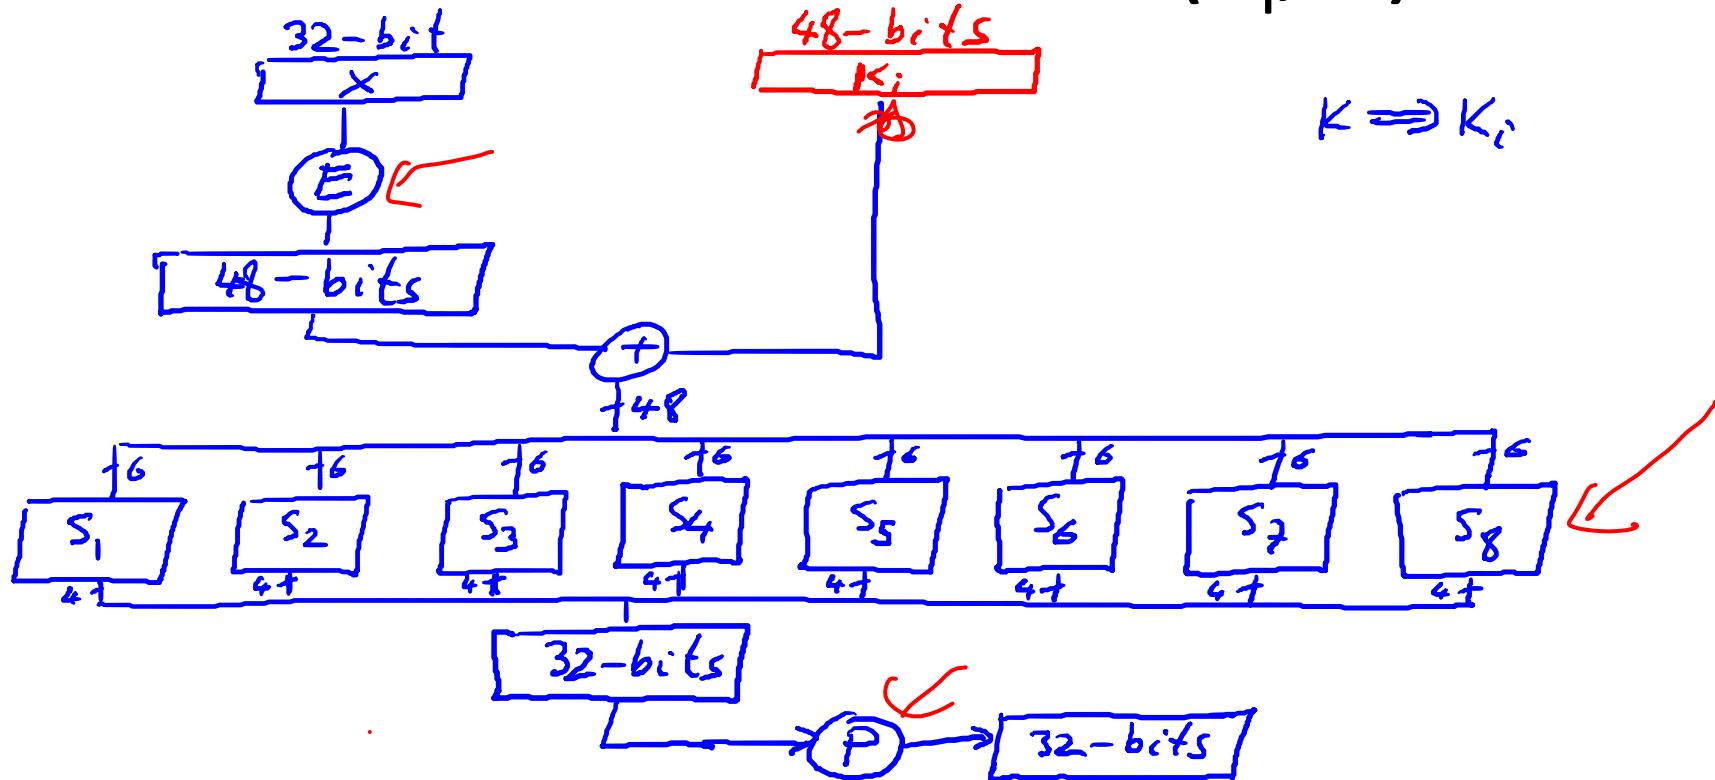 32-bit
48-bits
X
Ki
K ⇒ Ki
E
48-bits
+
48
6 6 6 6 6 6 6 6
S1 S2 S3 S4 S5 S6 S7 S8
4 4 4 4 4 4 4 4
32-bits
P
32-bits